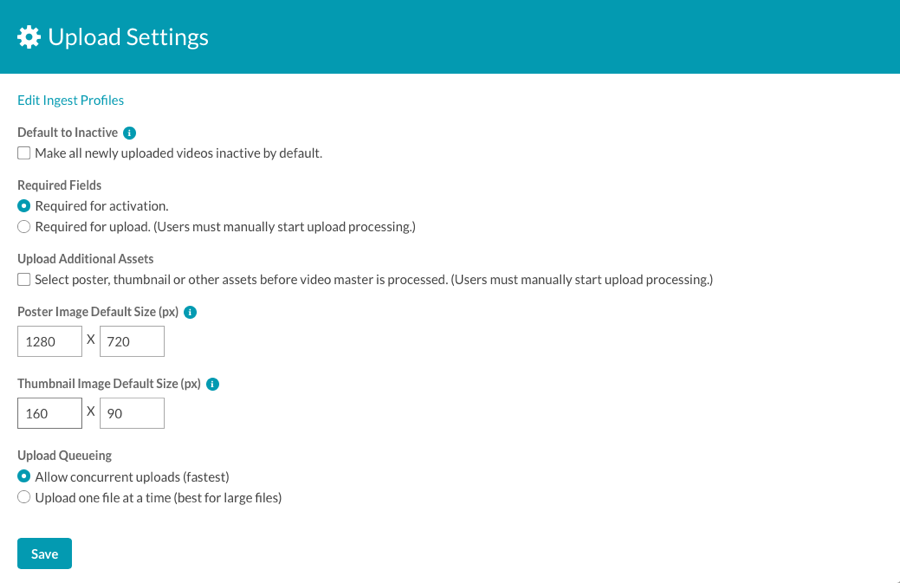 Upload Settings
Edit Ingest Profiles
Default to Inactive
Make all newly uploaded videos inactive by default.
Required Fields
Required for activation.
Required for upload. (Users must manually start upload processing.)
Upload Additional Assets
Select poster, thumbnail or other assets before video master is processed. (Users must manually start upload processing.)
Poster Image Default Size (px)
1280 X 720
Thumbnail Image Default Size (px)
160 X 90
Upload Queueing
Allow concurrent uploads (fastest)
Upload one file at a time (best for large files)
Save